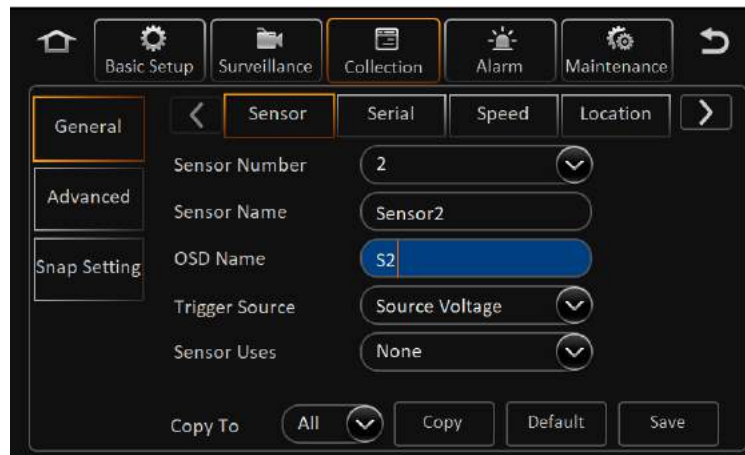 Basic Setup Surveillance Collection Alarm Maintenance
General Sensor Serial Speed Location
Sensor Number 2
Advanced
Sensor Name Sensor2
Snap Setting OSD Name S2
Trigger Source Source Voltage
Sensor Uses None
Copy To All Copy Default Save